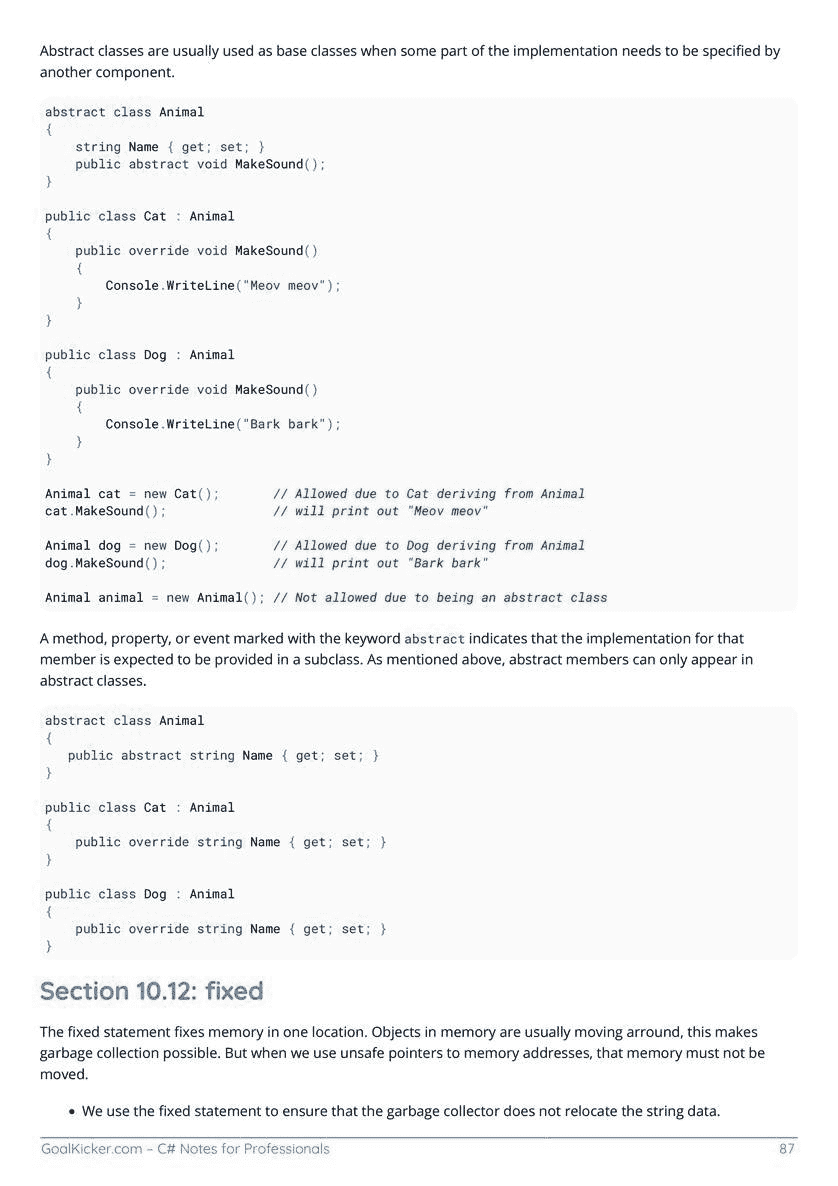 Abstract classes are usually used as base classes when some part of the implementation needs to be specified by
another component.
abstract class Animal
{
    string Name { get; set; }
    public abstract void MakeSound();
}
public class Cat : Animal
{
    public override void MakeSound()
    {
        Console.WriteLine("Meov meov");
    }
}
public class Dog : Animal
{
    public override void MakeSound()
    {
        Console.WriteLine("Bark bark");
    }
}
Animal cat = new Cat();       // Allowed due to Cat deriving from Animal
cat.MakeSound();              // will print out "Meov meov"
Animal dog = new Dog();       // Allowed due to Dog deriving from Animal
dog.MakeSound();              // will print out "Bark bark"
Animal animal = new Animal(); // Not allowed due to being an abstract class
A method, property, or event marked with the keyword abstract indicates that the implementation for that
member is expected to be provided in a subclass. As mentioned above, abstract members can only appear in
abstract classes.
abstract class Animal
{
   public abstract string Name { get; set; }
}
public class Cat : Animal
{
    public override string Name { get; set; }
}
public class Dog : Animal
{
    public override string Name { get; set; }
}
Section 10.12: fixed
The fixed statement fixes memory in one location. Objects in memory are usually moving arround, this makes
garbage collection possible. But when we use unsafe pointers to memory addresses, that memory must not be
moved.
• We use the fixed statement to ensure that the garbage collector does not relocate the string data.
GoalKicker.com – C# Notes for Professionals 87